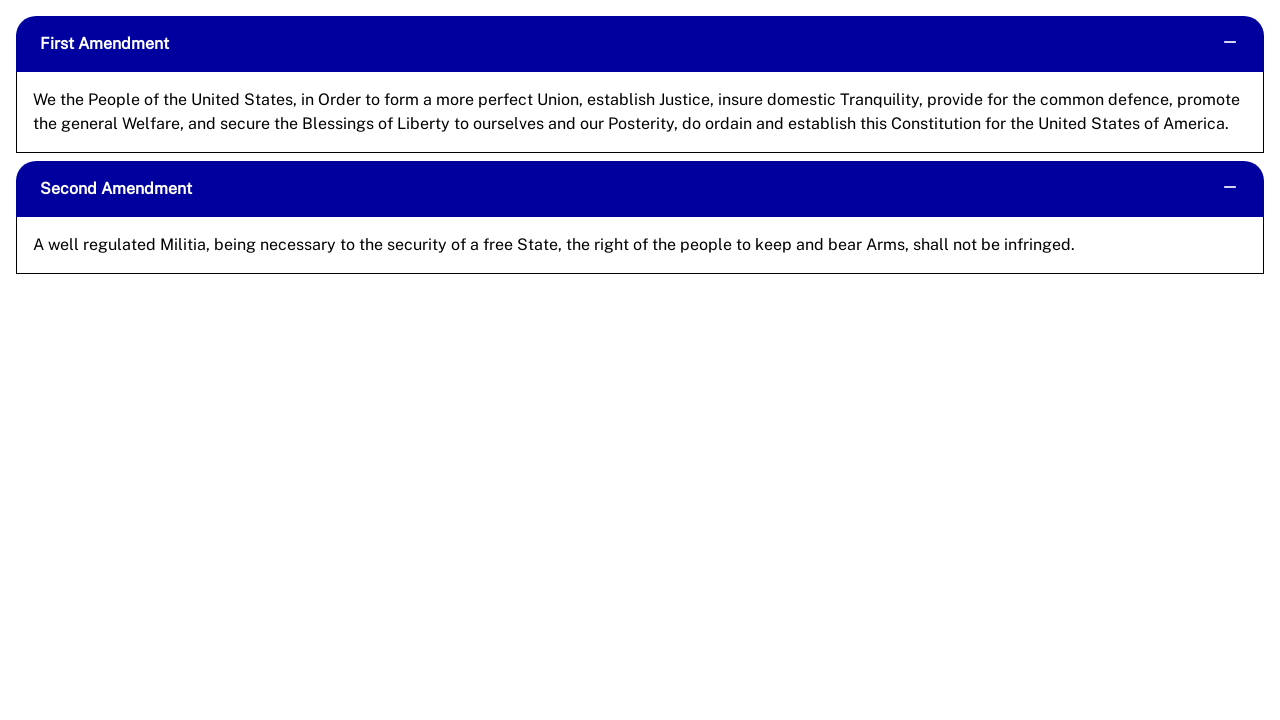 First Amendment
We the People of the United States, in Order to form a more perfect Union, establish Justice, insure domestic Tranquility, provide for the common defence, promote
the general Welfare, and secure the Blessings of Liberty to ourselves and our Posterity, do ordain and establish this Constitution for the United States of America.
Second Amendment
A well regulated Militia, being necessary to the security of a free State, the right of the people to keep and bear Arms, shall not be infringed.